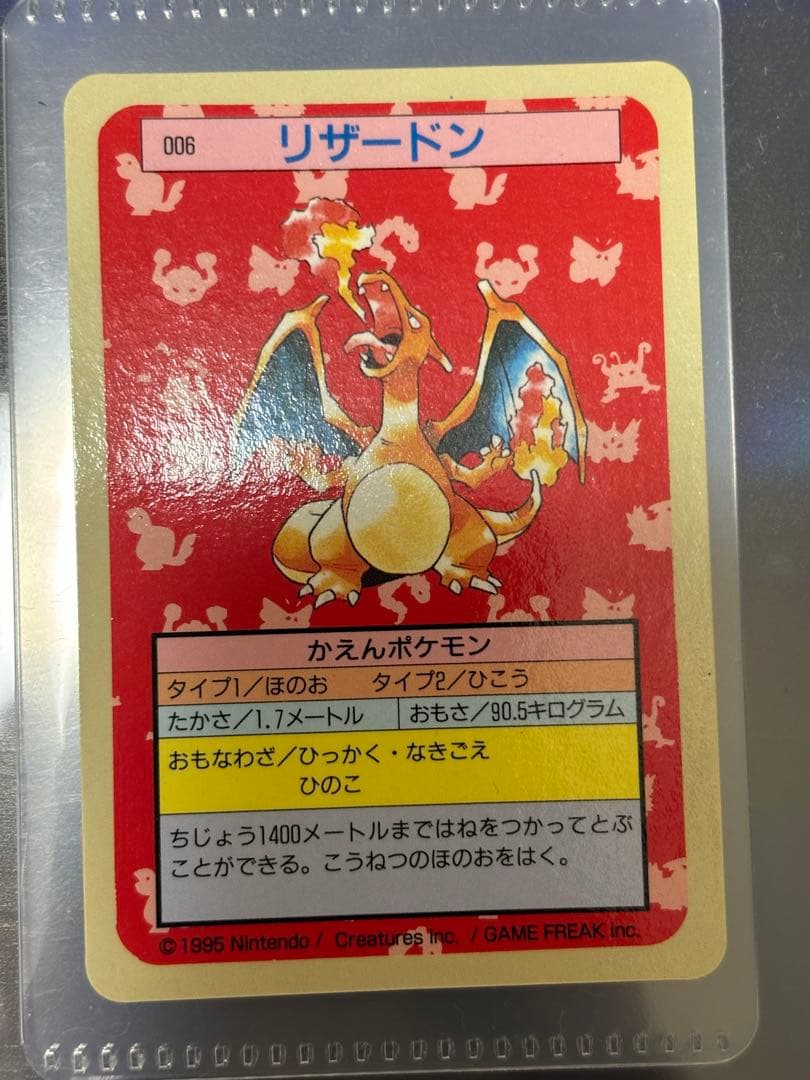 006 リザードン
かえんポケモン
タイプ1/ほのお タイプ2/ひこう
たかさ/1.7メートル おもさ/90.5キログラム
おもなわざ/ひっかく・なきごえ
ひのこ
ちじょう1400メートルまではねをつかってとぶ
ことができる。こうねつのほのおをはく。
©1995 Nintendo / Creatures inc. / GAME FREAK inc.